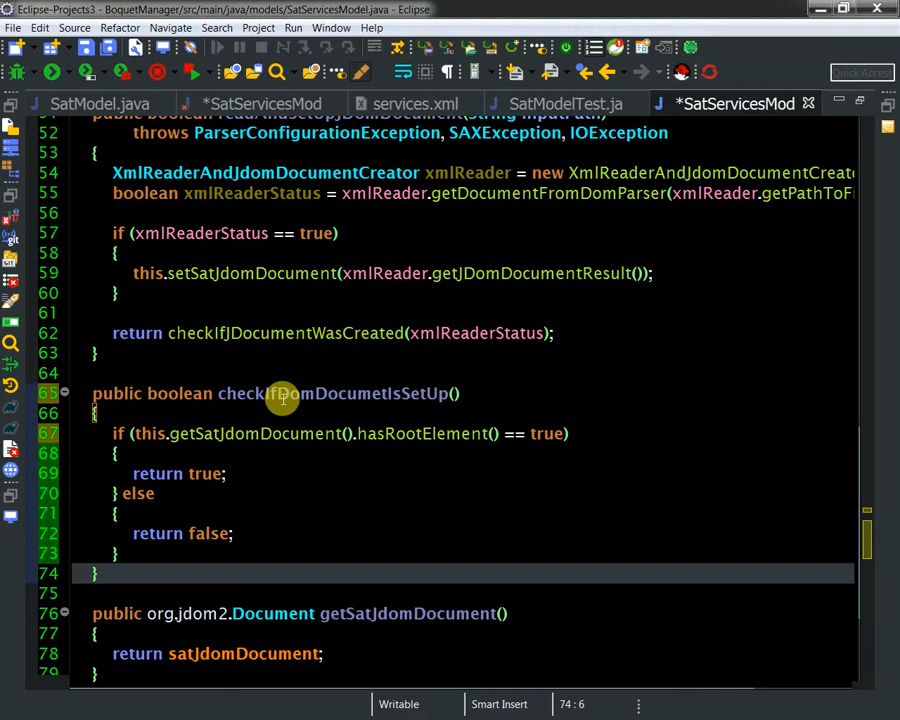 Eclipse-Projects3 - BoquetManager/src/main/java/models/SatServicesModel.java - Eclipse
File Edit Source Refactor Navigate Search Project Run Window Help
Quick Access
SatModel.java *SatServicesMod services.xml SatModelTest.ja *SatServicesMod
52 throws ParserConfigurationException, SAXException, IOException
53 {
54 XmlReaderAndJdomDocumentCreator xmlReader = new XmlReaderAndJdomDocumentCreato
55 boolean xmlReaderStatus = xmlReader.getDocumentFromDomParser(xmlReader.getPathToFi
56
57 if (xmlReaderStatus == true)
58 {
59 this.setSatJdomDocument(xmlReader.getJDomDocumentResult());
60 }
61
62 return checkIfJDocumentWasCreated(xmlReaderStatus);
63 }
64
65 public boolean checkIfDomDocumetIsSetUp()
66 {
67 if (this.getSatJdomDocument().hasRootElement() == true)
68 {
69 return true;
70 } else
71 {
72 return false;
73 }
74 }
75
76 public org.jdom2.Document getSatJdomDocument()
77 {
78 return satJdomDocument;
79 }
Writable Smart Insert 74 : 6